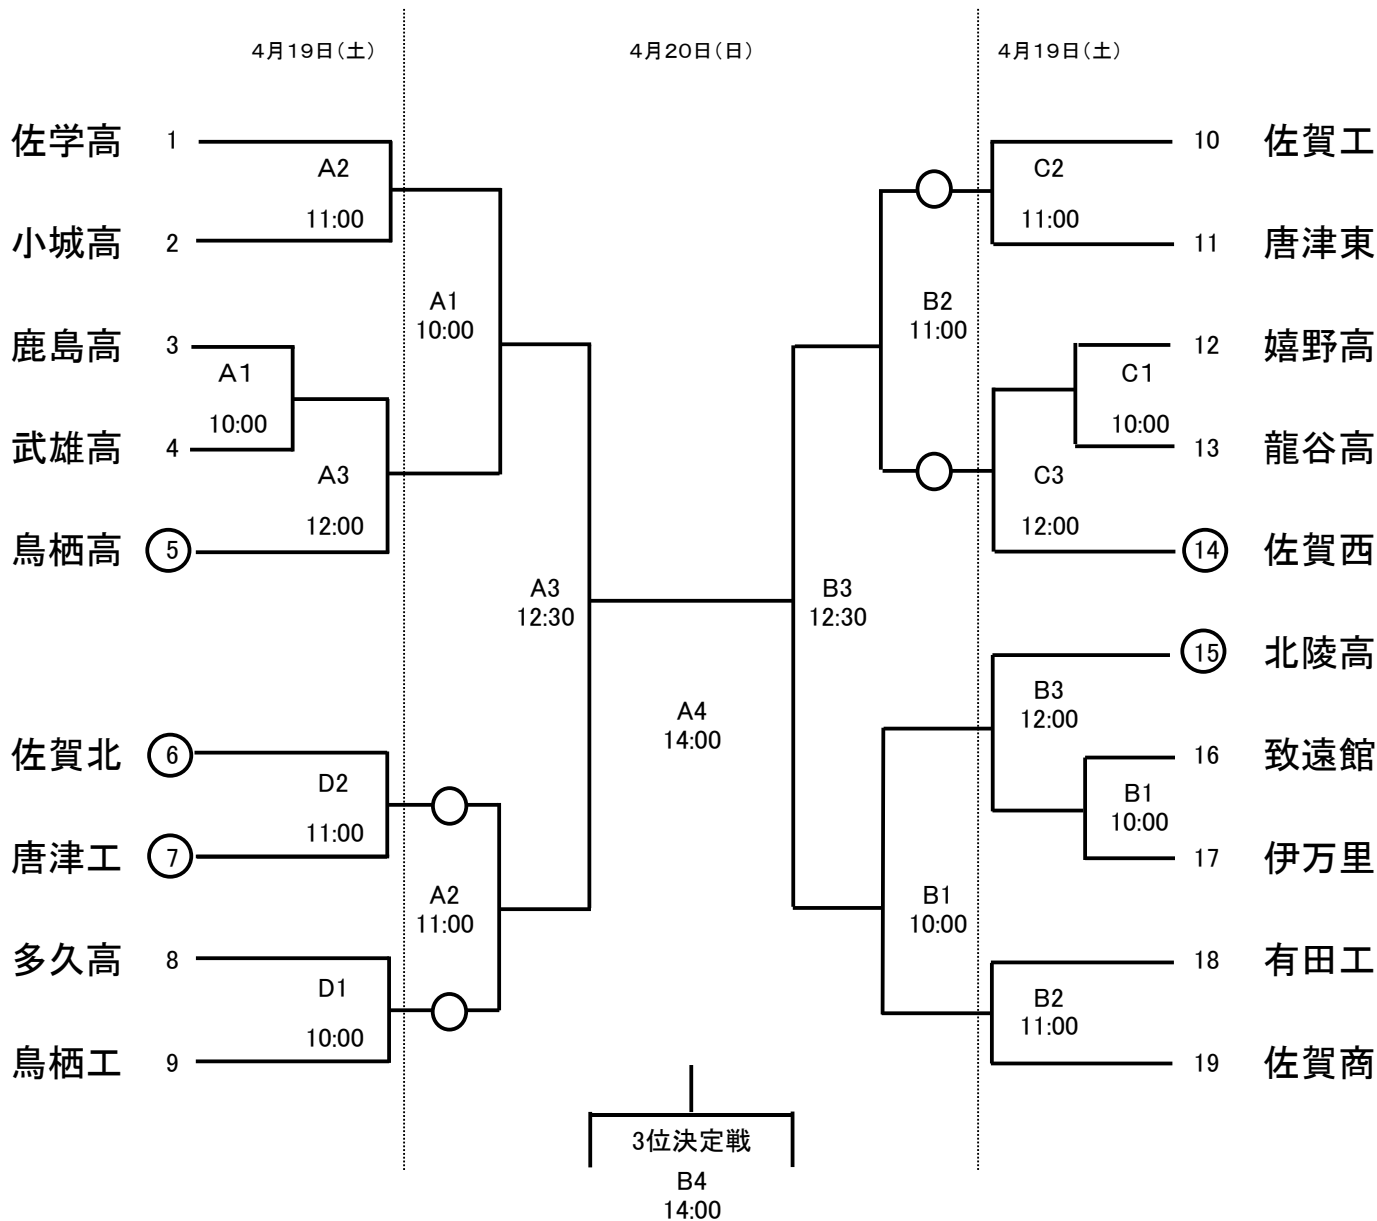 4月19日(土)
4月20日(日)
4月19日(土)
佐学高 1
A2
11:00
小城高 2
鹿島高 3
A1
10:00
武雄高 4
A3
12:00
鳥栖高 5
A1
10:00
佐賀北 6
D2
11:00
唐津工 7
多久高 8
D1
10:00
鳥栖工 9
A2
11:00
A3
12:30
A4
14:00
B3
12:30
B2
11:00
B1
10:00
10 佐賀工
C2
11:00
11 唐津東
12 嬉野高
C1
10:00
13 龍谷高
C3
12:00
14 佐賀西
15 北陵高
B3
12:00
16 致遠館
B1
10:00
17 伊万里
18 有田工
B2
11:00
19 佐賀商
3位決定戦
B4
14:00